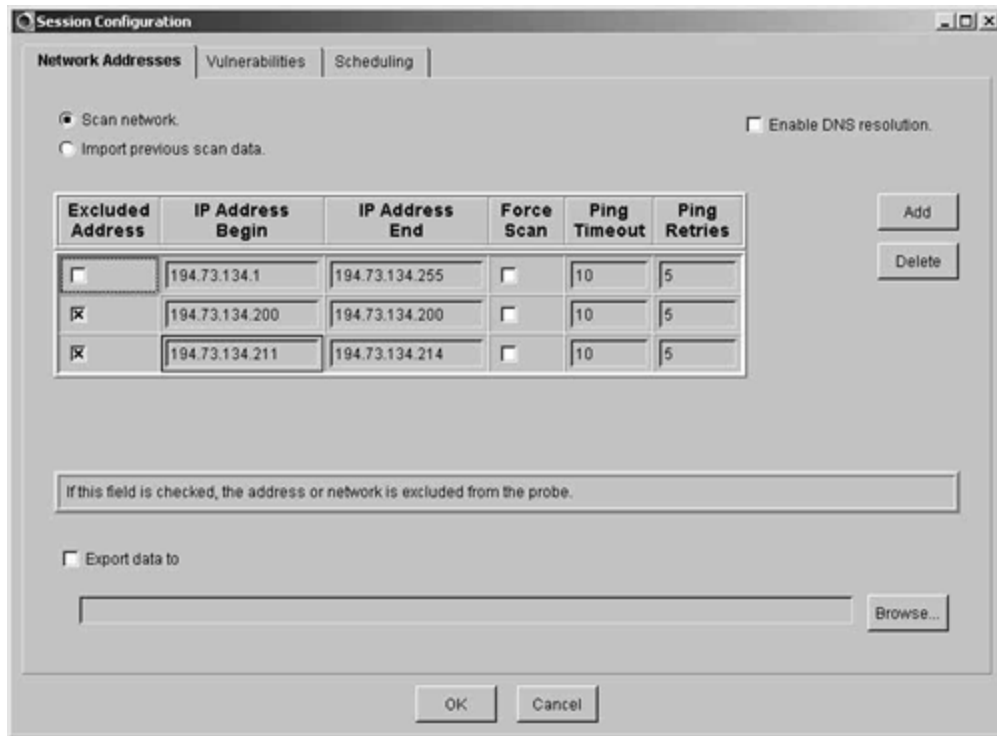 Session Configuration
Network Addresses Vulnerabilities Scheduling
Scan network.
Enable DNS resolution.
Import previous scan data.
Excluded Address IP Address Begin IP Address End Force Scan Ping Timeout Ping Retries
Add
194.73.134.1 194.73.134.255 10 5
Delete
194.73.134.200 194.73.134.200 10 5
194.73.134.211 194.73.134.214 10 5
If this field is checked, the address or network is excluded from the probe.
Export data to
Browse...
OK Cancel